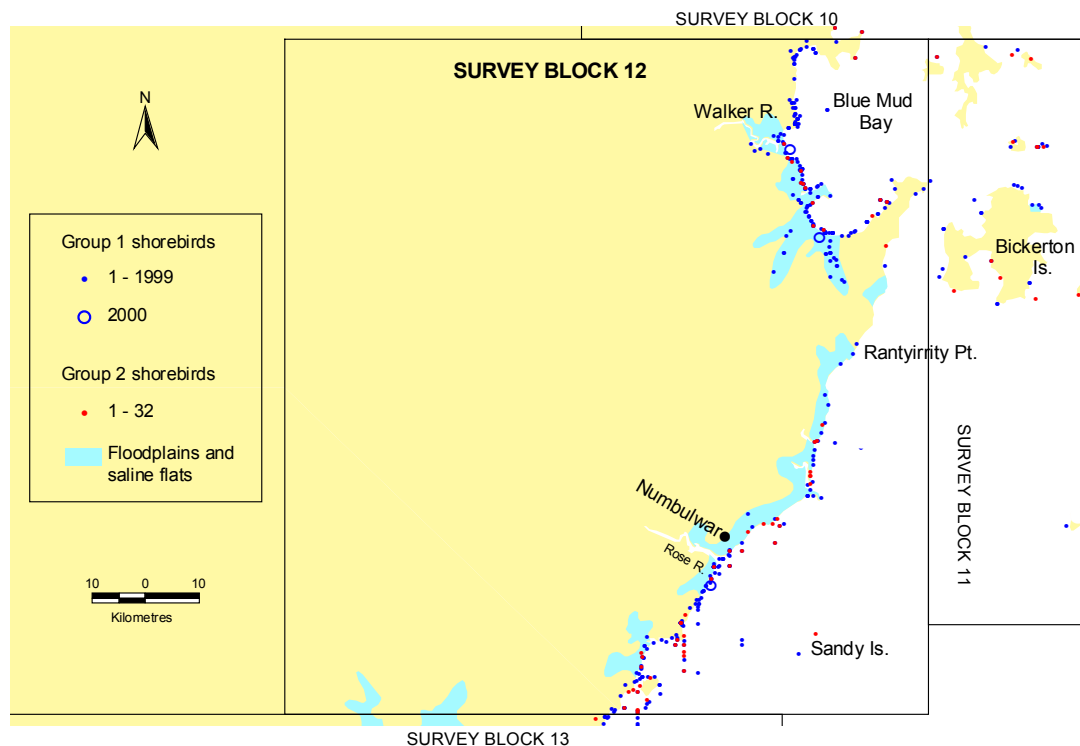 SURVEY BLOCK 10
SURVEY BLOCK 12
N
Walker R.
Blue Mud
Bay
Group 1 shorebirds
1 - 1999
2000
Group 2 shorebirds
1 - 32
Floodplains and
saline flats
Bickerton
Is.
Rantyirrity Pt.
SURVEY BLOCK 11
Numbulwar
Rose R.
10 0 10
Kilometres
Sandy Is.
SURVEY BLOCK 13